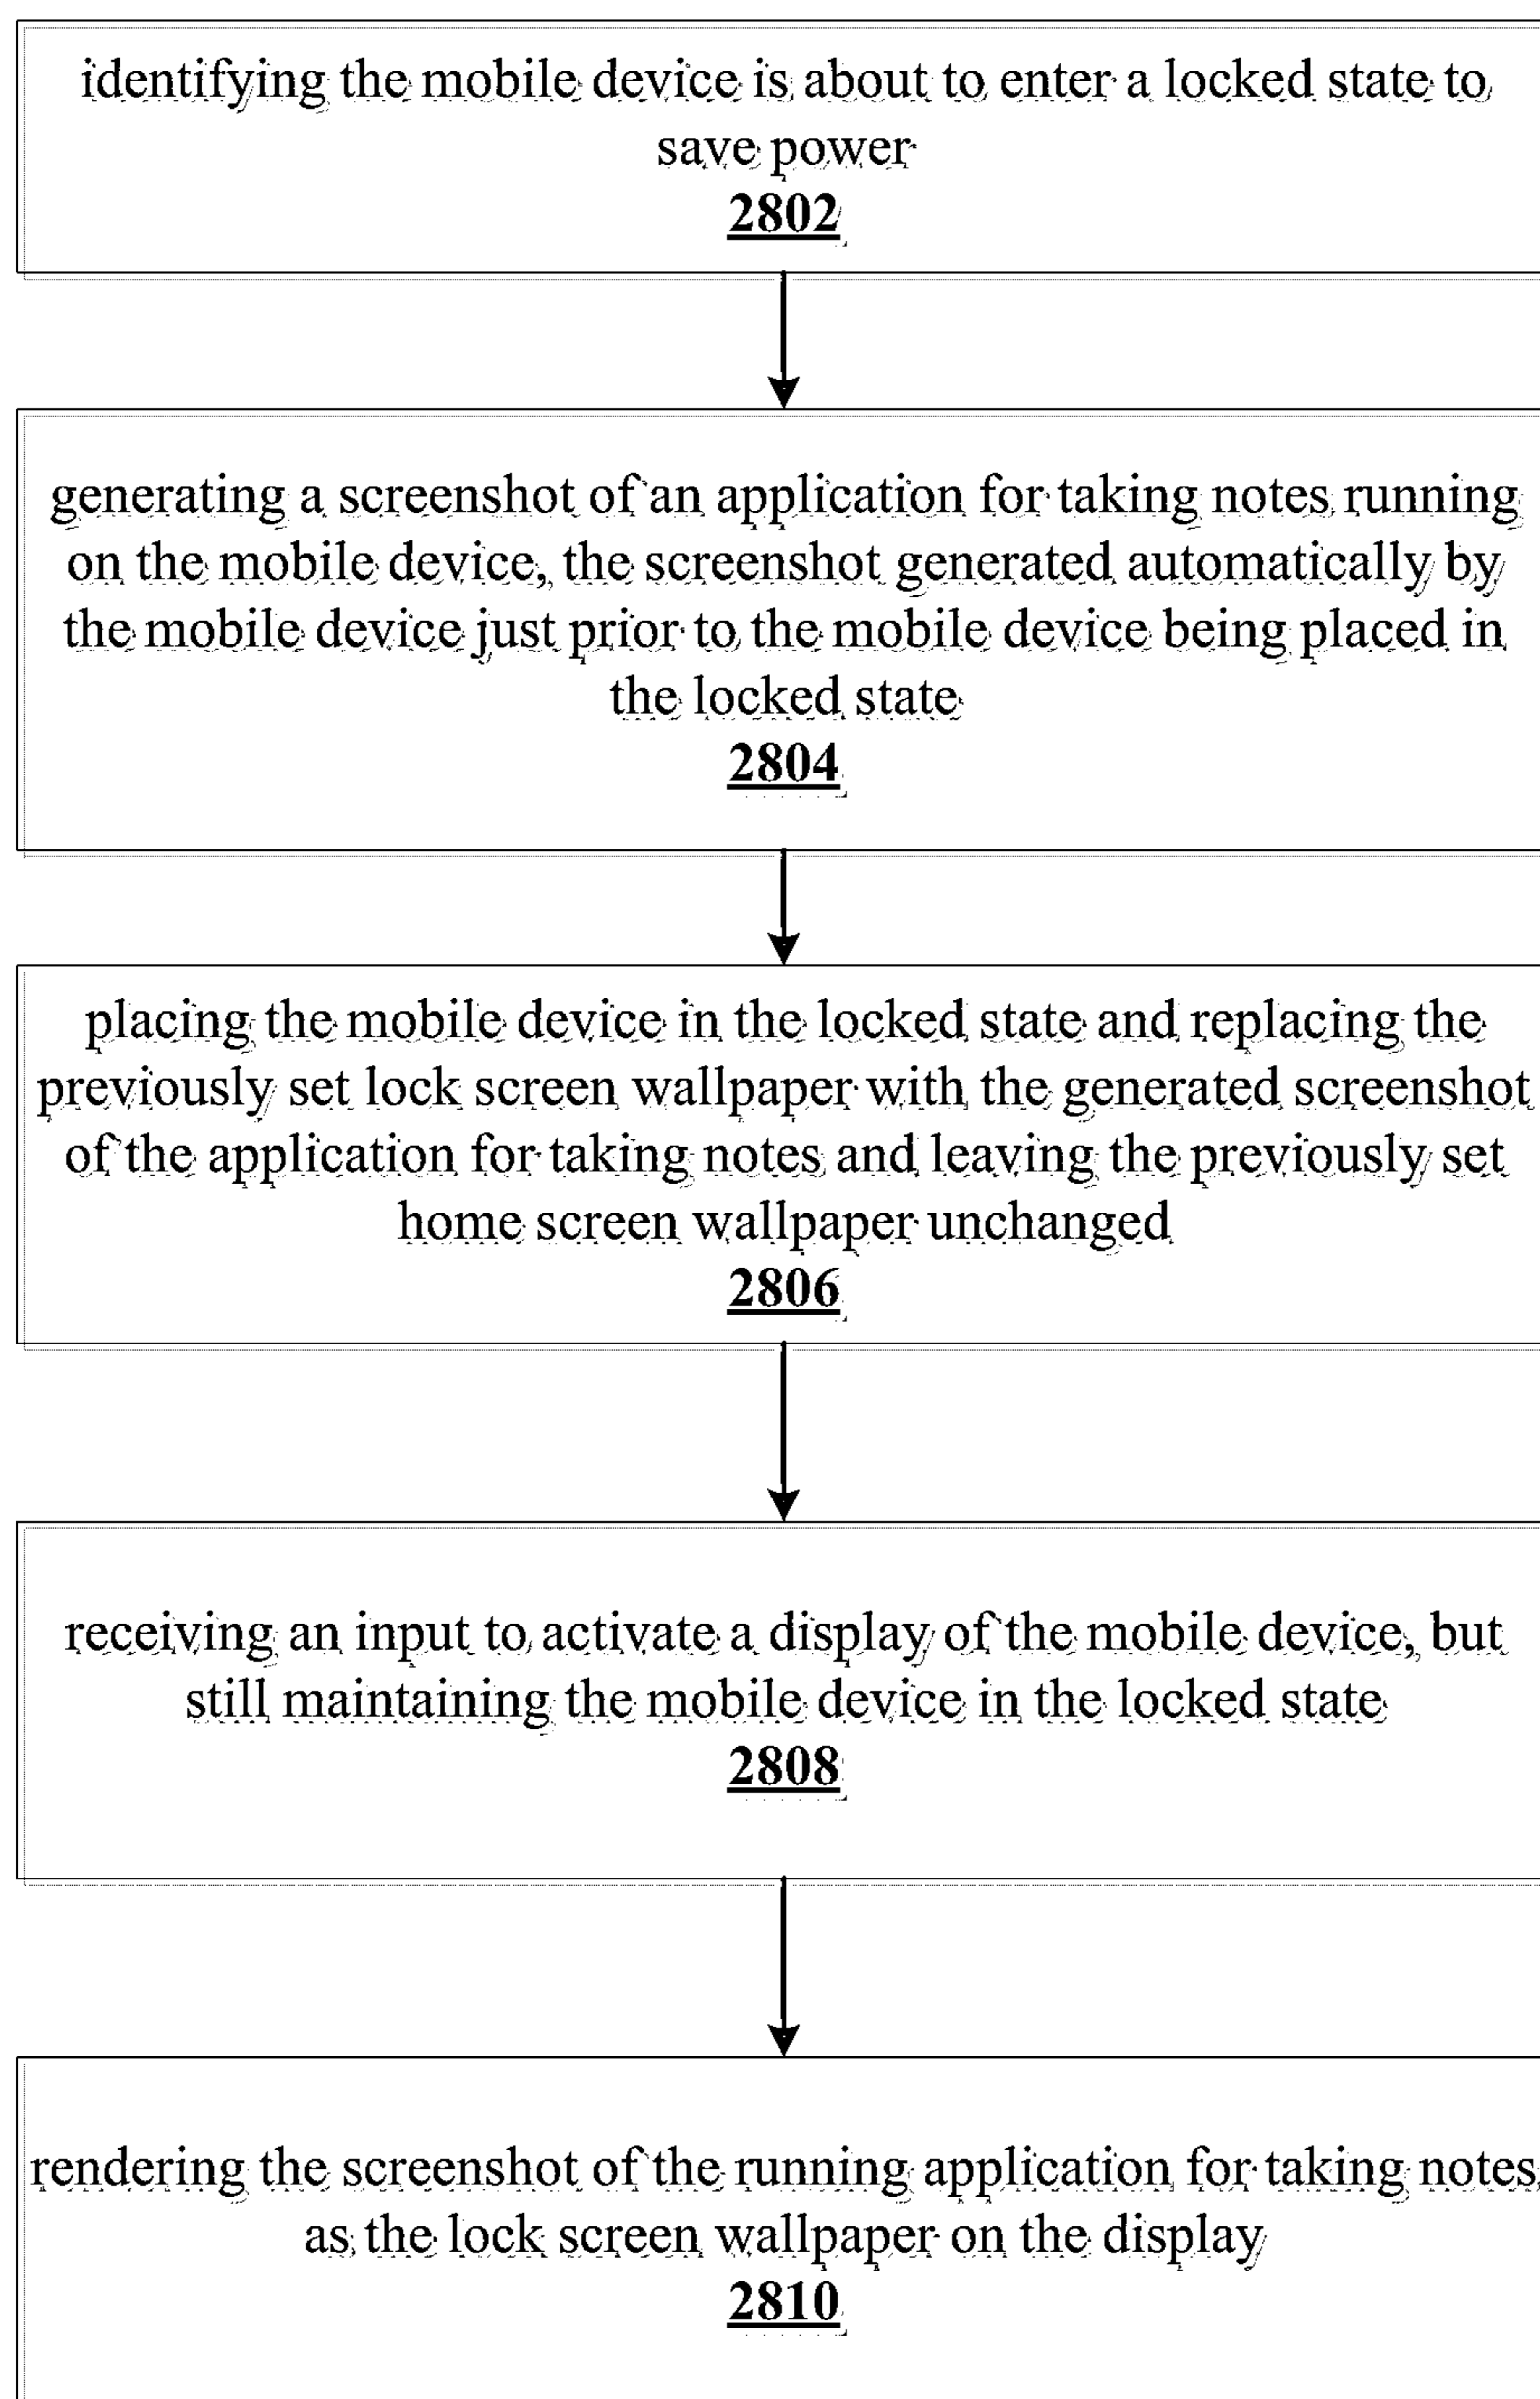 identifying the mobile device is about to enter a locked state to
save power
2802
generating a screenshot of an application for taking notes running
on the mobile device, the screenshot generated automatically by
the mobile device just prior to the mobile device being placed in
the locked state
2804
placing the mobile device in the locked state and replacing the
previously set lock screen wallpaper with the generated screenshot
of the application for taking notes and leaving the previously set
home screen wallpaper unchanged
2806
receiving an input to activate a display of the mobile device, but
still maintaining the mobile device in the locked state
2808
rendering the screenshot of the running application for taking notes
as the lock screen wallpaper on the display
2810